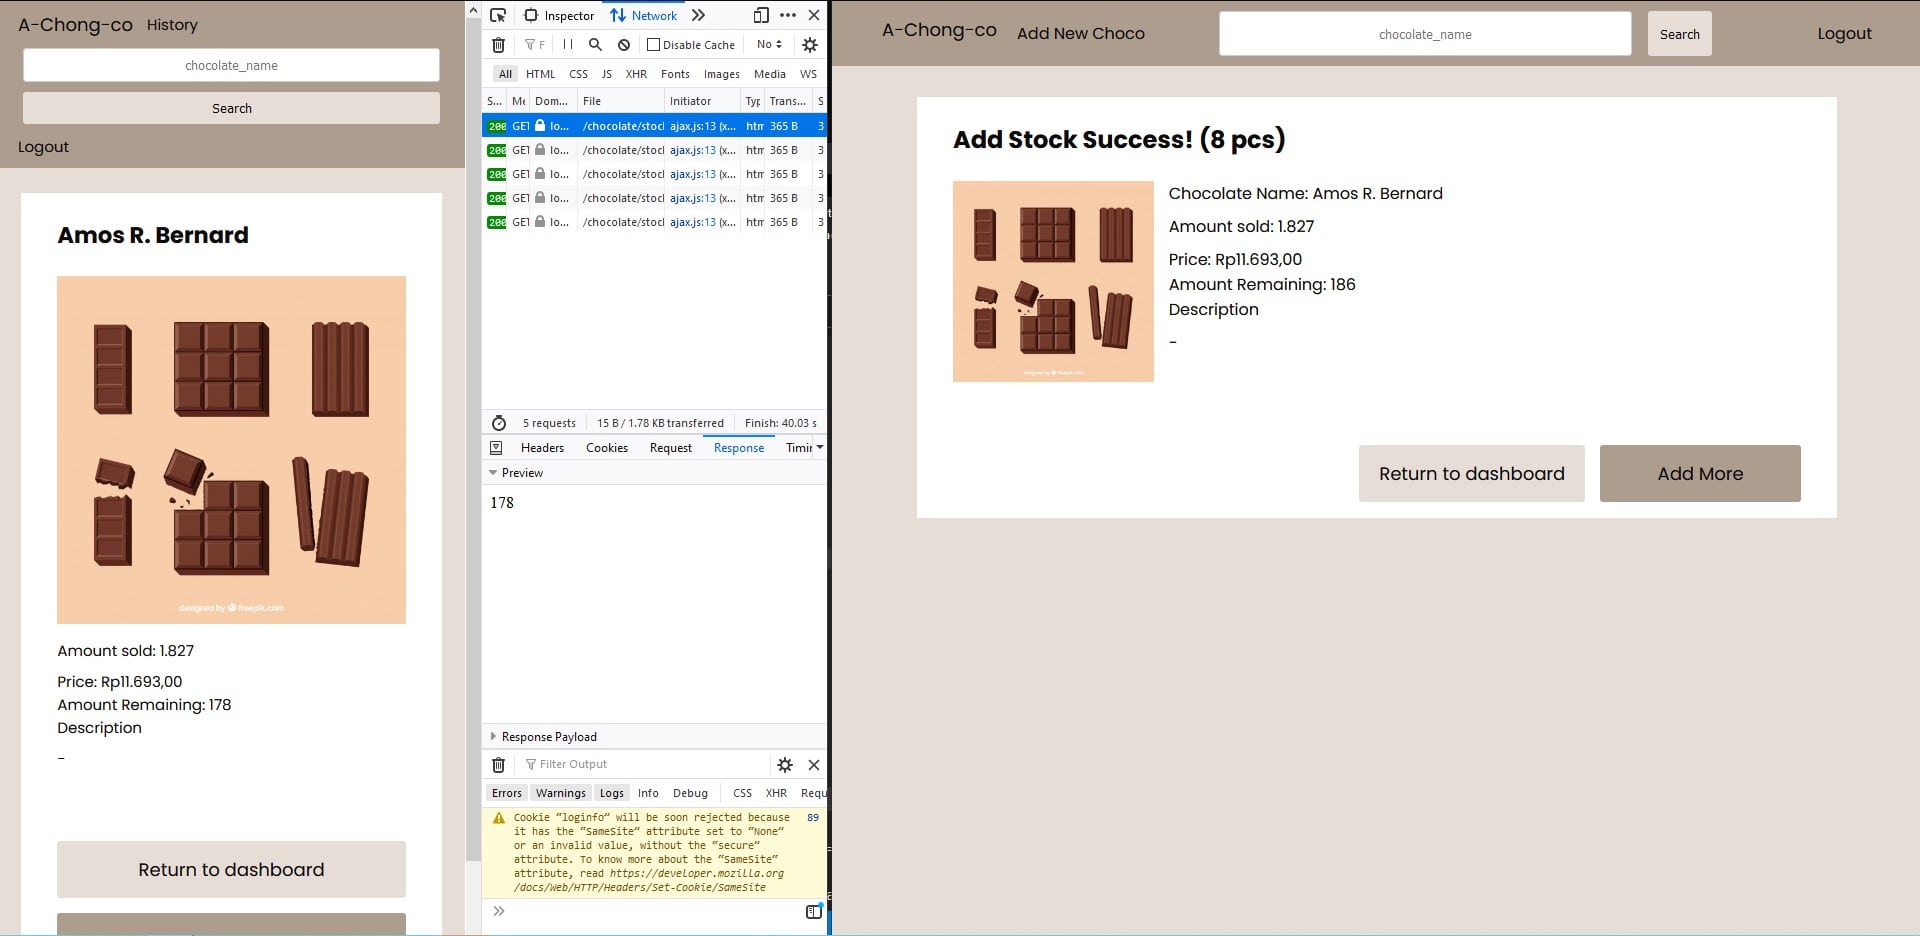 A-Chong-co History
chocolate_name
Search
Logout
Amos R. Bernard
designed by freepik.com
Amount sold: 1.827
Price: Rp11.693,00
Amount Remaining: 178
Description
-
Return to dashboard
Inspector Network
F Disable Cache No
All HTML CSS JS XHR Fonts Images Media WS
S... Me Dom... File Initiator Typ Trans... S
200 GET lo... /chocolate/stoc ajax.js:13 (x... htm 365 B 3
200 GET lo... /chocolate/stoc ajax.js:13 (x... htm 365 B 3
200 GET lo... /chocolate/stoc ajax.js:13 (x... htm 365 B 3
200 GET lo... /chocolate/stoc ajax.js:13 (x... htm 365 B 3
200 GET lo... /chocolate/stoc ajax.js:13 (x... htm 365 B 3
5 requests 15 B / 1.78 KB transferred Finish: 40.03 s
Headers Cookies Request Response Timin
Preview
178
Response Payload
Filter Output
Errors Warnings Logs Info Debug CSS XHR Requ
Cookie “loginfo” will be soon rejected because 89
it has the “SameSite” attribute set to “None”
or an invalid value, without the “secure”
attribute. To know more about the “SameSite“
attribute, read https://developer.mozilla.org
/docs/Web/HTTP/Headers/Set-Cookie/SameSite
A-Chong-co Add New Choco chocolate_name Search Logout
Add Stock Success! (8 pcs)
designed by freepik.com
Chocolate Name: Amos R. Bernard
Amount sold: 1.827
Price: Rp11.693,00
Amount Remaining: 186
Description
-
Return to dashboard Add More